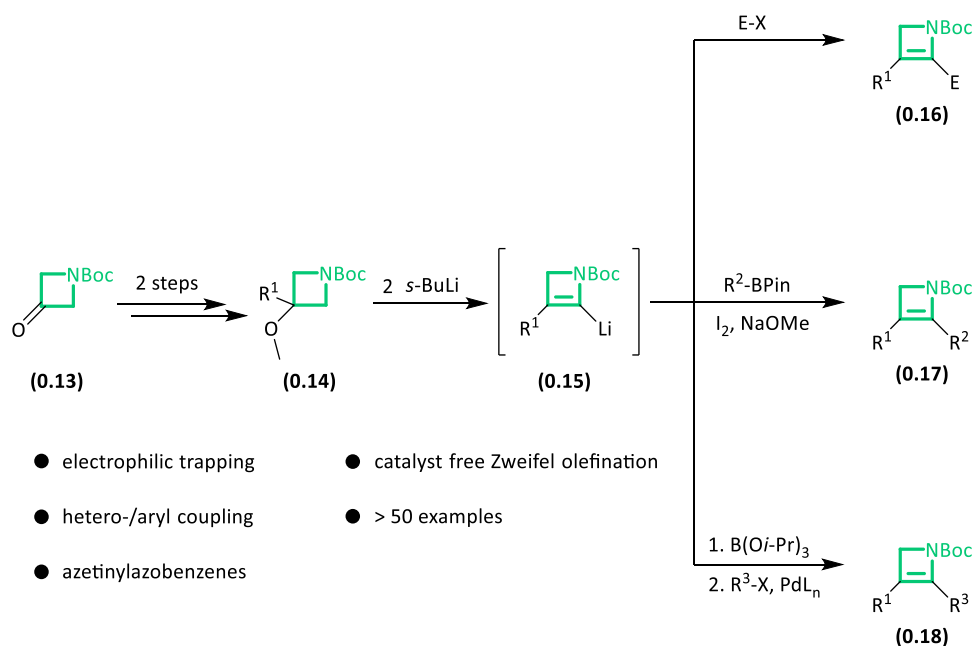 E-X
NBoc
R¹
E
(0.16)
NBoc
O
(0.13)
2 steps
NBoc
R¹
O
(0.14)
2 s-BuLi
NBoc
R¹
Li
(0.15)
R²-BPin
I₂, NaOMe
NBoc
R¹
R²
(0.17)
● electrophilic trapping
● catalyst free Zweifel olefination
● hetero-/aryl coupling
● > 50 examples
● azetinylazobenzenes
1. B(Oi-Pr)₃
2. R³-X, PdLₙ
NBoc
R¹
R³
(0.18)